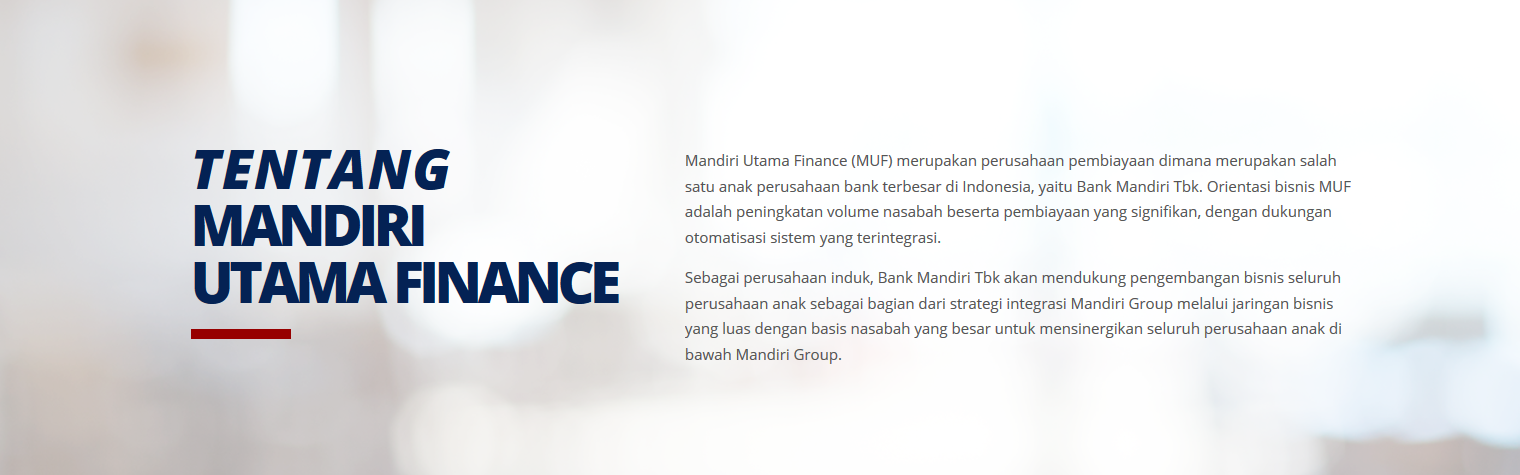 TENTANG
MANDIRI
UTAMA FINANCE
Mandiri Utama Finance (MUF) merupakan perusahaan pembiayaan dimana merupakan salah
satu anak perusahaan bank terbesar di Indonesia, yaitu Bank Mandiri Tbk. Orientasi bisnis MUF
adalah peningkatan volume nasabah beserta pembiayaan yang signifikan, dengan dukungan
otomatisasi sistem yang terintegrasi.
Sebagai perusahaan induk, Bank Mandiri Tbk akan mendukung pengembangan bisnis seluruh
perusahaan anak sebagai bagian dari strategi integrasi Mandiri Group melalui jaringan bisnis
yang luas dengan basis nasabah yang besar untuk mensinergikan seluruh perusahaan anak di
bawah Mandiri Group.